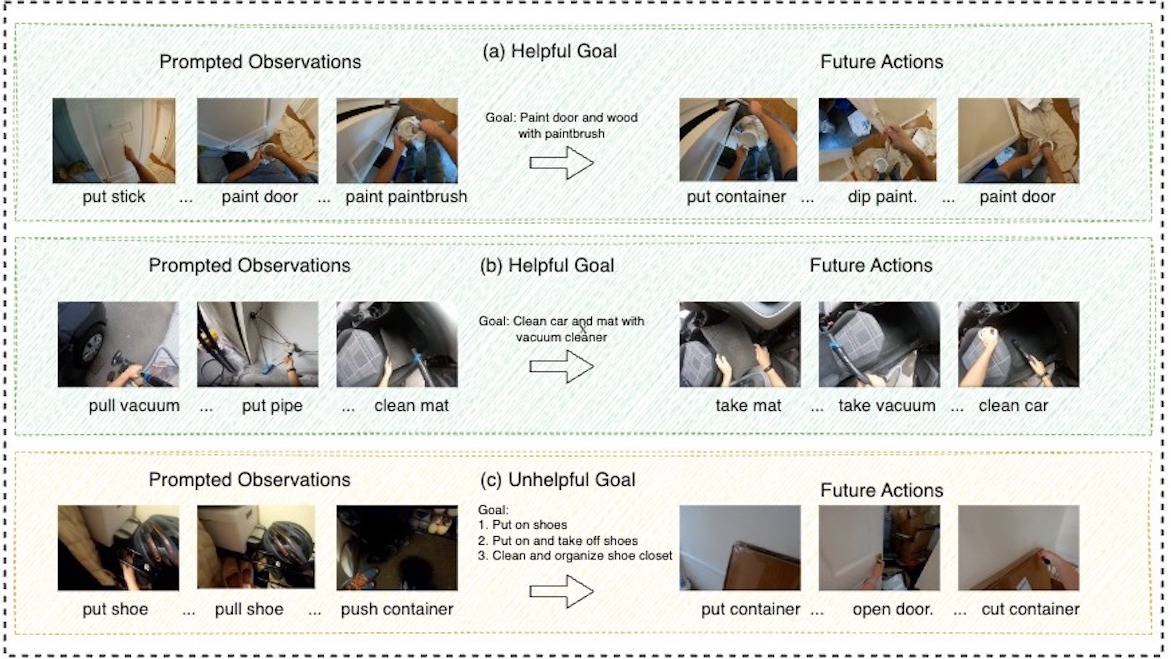 (a) Helpful Goal
Prompted Observations
Future Actions
Goal: Paint door and wood
with paintbrush
put stick ... paint door ... paint paintbrush
put container ... dip paint. ... paint door
Prompted Observations
(b) Helpful Goal
Future Actions
Goal: Clean car and mat with
vacuum cleaner
pull vacuum ... put pipe ... clean mat
take mat ... take vacuum ... clean car
Prompted Observations
(c) Unhelpful Goal
Future Actions
Goal:
1. Put on shoes
2. Put on and take off shoes
3. Clean and organize shoe closet
put shoe ... pull shoe ... push container
put container ... open door. ... cut container